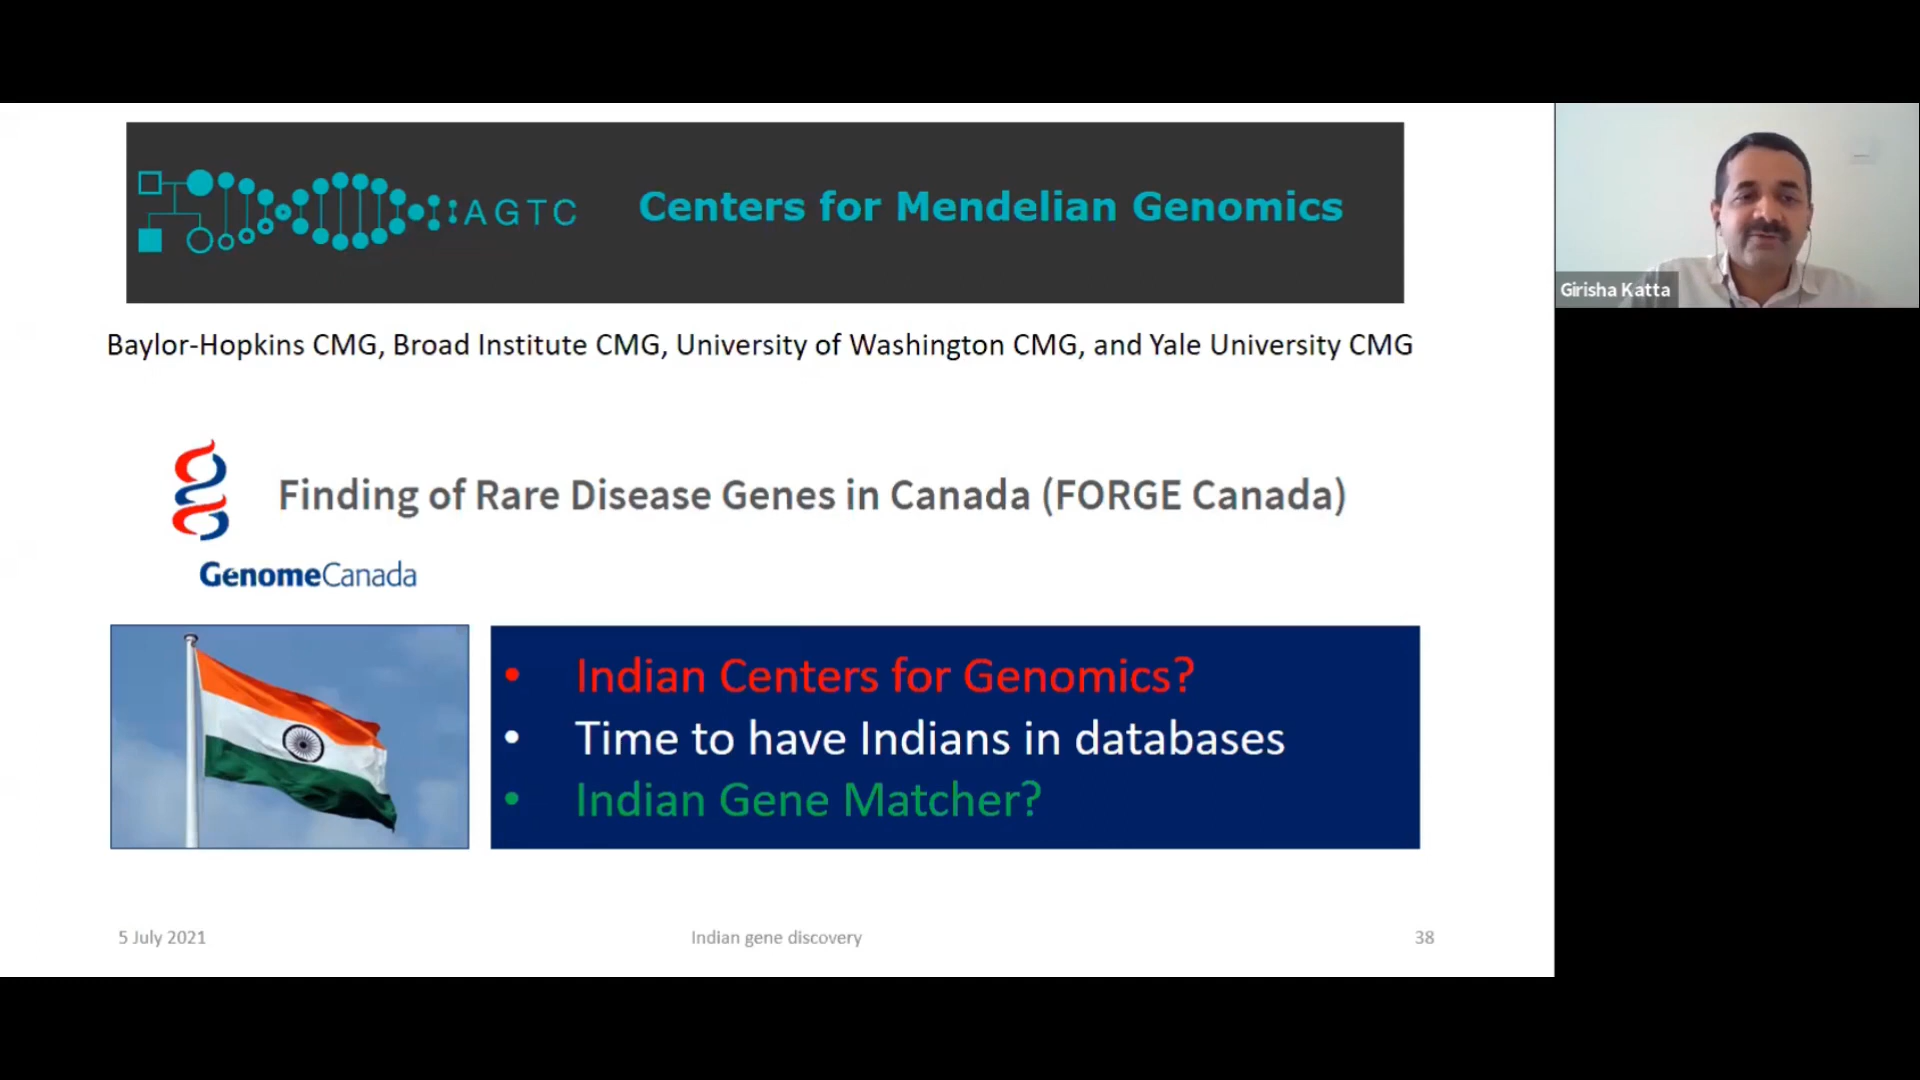 :AGTC
Centers for Mendelian Genomics
Girisha Katta
Baylor-Hopkins CMG, Broad Institute CMG, University of Washington CMG, and Yale University CMG
Finding of Rare Disease Genes in Canada (FORGE Canada)
GenomeCanada
• Indian Centers for Genomics?
• Time to have Indians in databases
• Indian Gene Matcher?
5 July 2021
Indian gene discovery
38